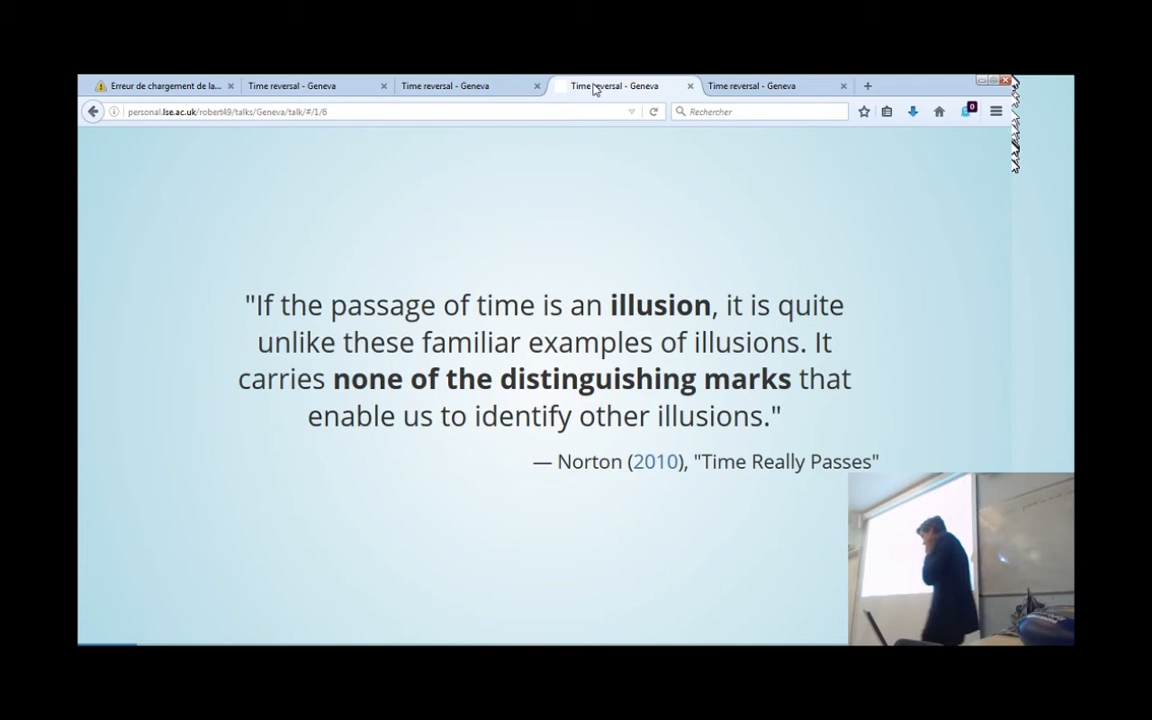 Erreur de chargement de la...
Time reversal - Geneva
Time reversal - Geneva
Time reversal - Geneva
Time reversal - Geneva
personal.lse.ac.uk/robert49/talks/Geneva/talk/#/1/6
Rechercher
0
"If the passage of time is an illusion, it is quite
unlike these familiar examples of illusions. It
carries none of the distinguishing marks that
enable us to identify other illusions."
— Norton (2010), "Time Really Passes"